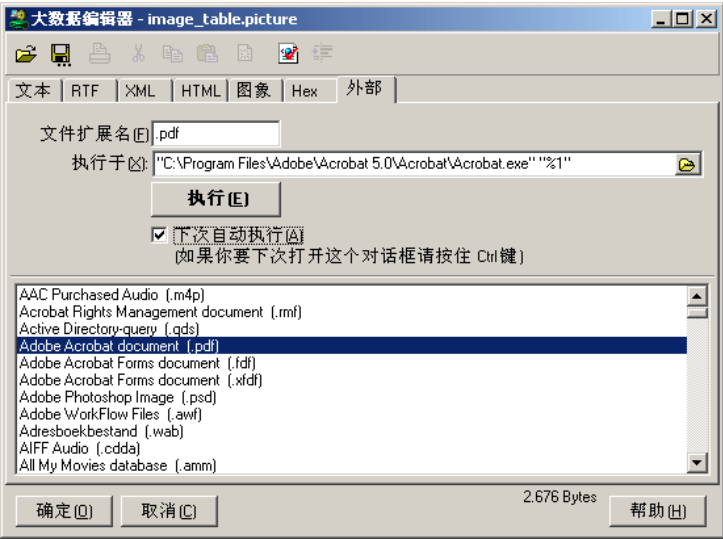 大数据编辑器 - image_table.picture
文本 RTF XML HTML 图象 Hex 外部
文件扩展名(F) .pdf
执行于(X): "C:\Program Files\Adobe\Acrobat 5.0\Acrobat\Acrobat.exe" "%1"
执行(E)
下次自动执行(A)
(如果你要下次打开这个对话框请按住 Ctrl键)
AAC Purchased Audio (.m4p)
Acrobat Rights Management document (.rmf)
Active Directory-query (.qds)
Adobe Acrobat document (.pdf)
Adobe Acrobat Forms document (.fdf)
Adobe Acrobat Forms document (.xfdf)
Adobe Photoshop Image (.psd)
Adobe WorkFlow Files (.awf)
Adresboekbestand (.wab)
AIFF Audio (.cdda)
All My Movies database (.amm)
2.676 Bytes
确定(O) 取消(C) 帮助(H)